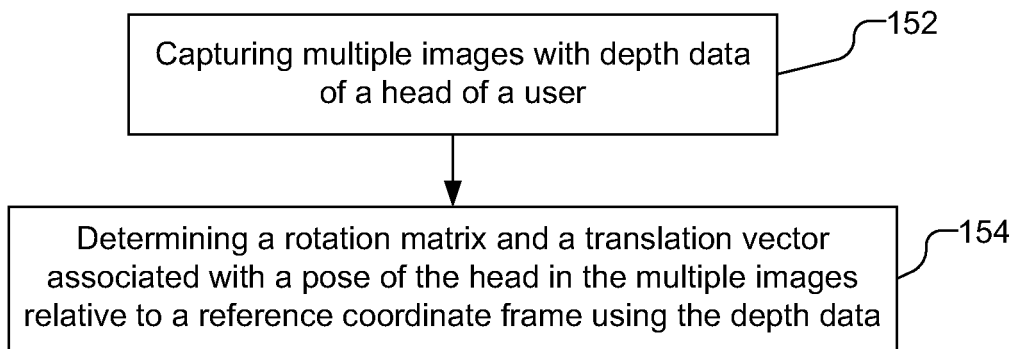 Capturing multiple images with depth data
of a head of a user
152
Determining a rotation matrix and a translation vector
associated with a pose of the head in the multiple images
relative to a reference coordinate frame using the depth data
154